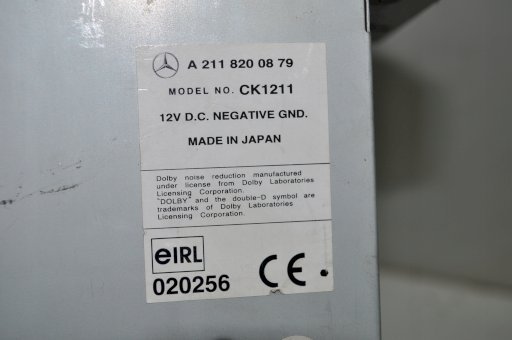 A 211 820 08 79
MODEL NO. CK1211
12V D.C. NEGATIVE GND.
MADE IN JAPAN
Dolby noise reduction manufactured
under license from Dolby Laboratories
Licensing Corporation.
"DOLBY" and the double-D symbol are
trademarks of Dolby Laboratories
Licensing Corporation.
eIRL
020256 CE